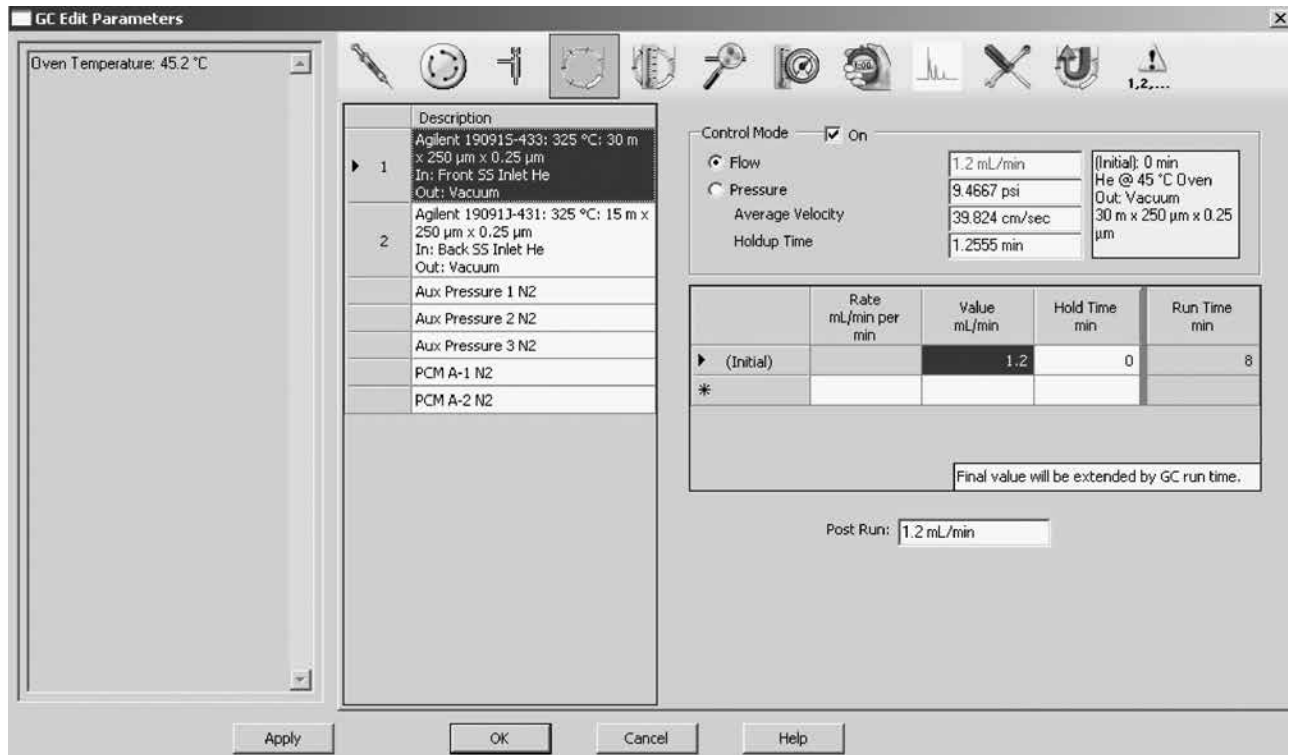 GC Edit Parameters
Oven Temperature: 45.2 °C
1,2,...
Description
1
Agilent 19091S-433: 325 °C: 30 m
x 250 µm x 0.25 µm
In: Front SS Inlet He
Out: Vacuum
2
Agilent 19091J-431: 325 °C: 15 m x
250 µm x 0.25 µm
In: Back SS Inlet He
Out: Vacuum
Aux Pressure 1 N2
Aux Pressure 2 N2
Aux Pressure 3 N2
PCM A-1 N2
PCM A-2 N2
Control Mode On
Flow 1.2 mL/min
Pressure 9.4667 psi
Average Velocity 39.824 cm/sec
Holdup Time 1.2555 min
(Initial): 0 min
He @ 45 °C Oven
Out: Vacuum
30 m x 250 µm x 0.25
µm
Rate
mL/min per
min
Value
mL/min
Hold Time
min
Run Time
min
(Initial) 1.2 0 8
*
Final value will be extended by GC run time.
Post Run: 1.2 mL/min
Apply OK Cancel Help